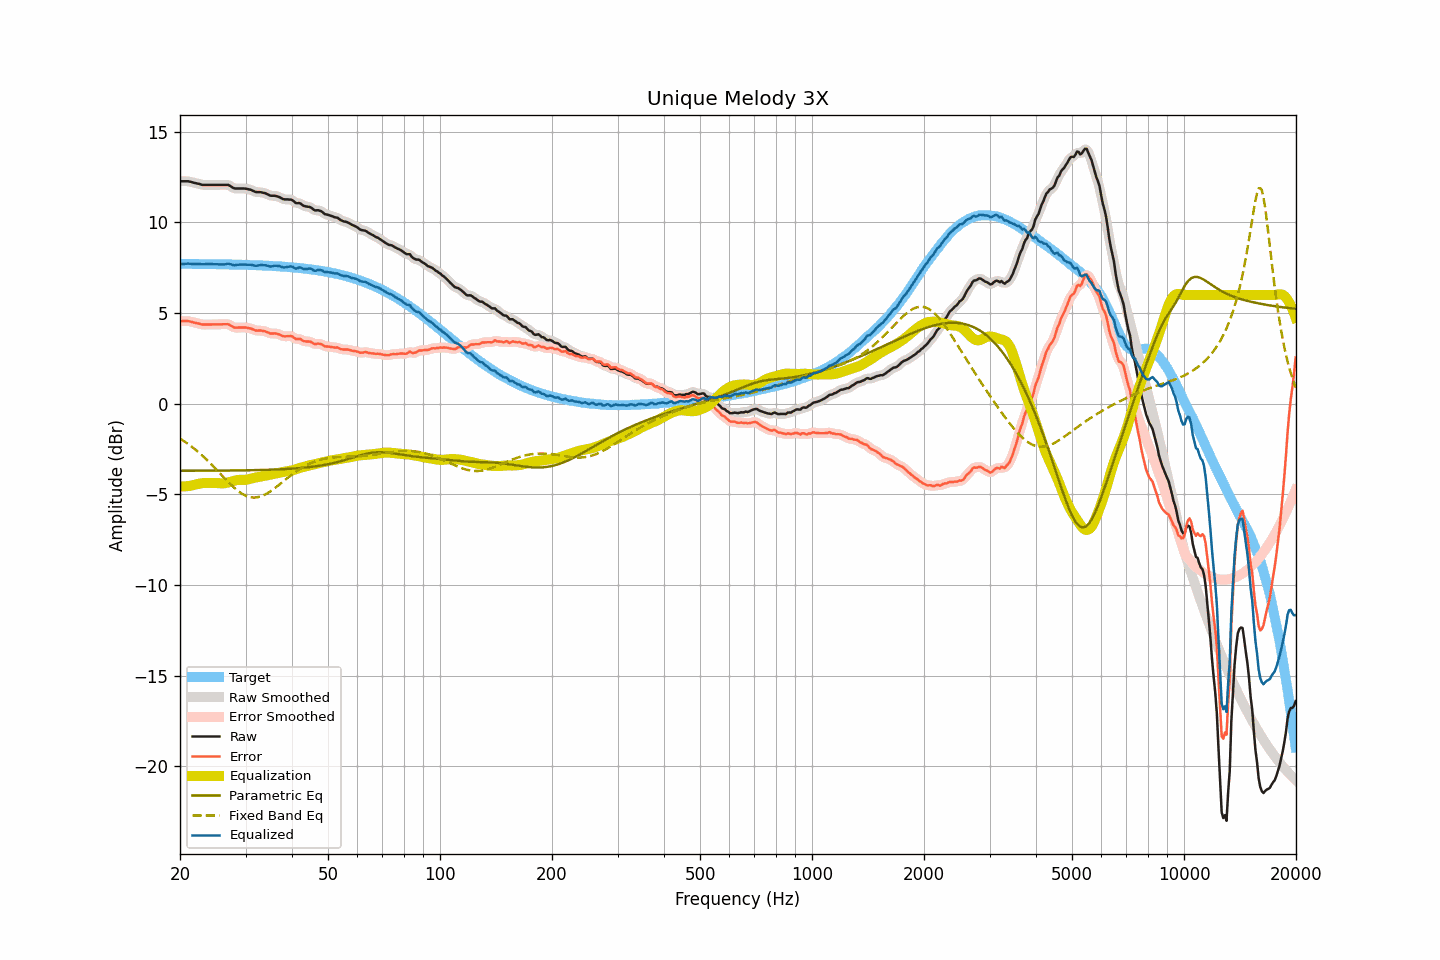 Unique Melody 3X
15
10
5
0
−5
−10
−15
−20
Amplitude (dBr)
Target
Raw Smoothed
Error Smoothed
Raw
Error
Equalization
Parametric Eq
Fixed Band Eq
Equalized
20 50 100 200 500 1000 2000 5000 10000 20000
Frequency (Hz)